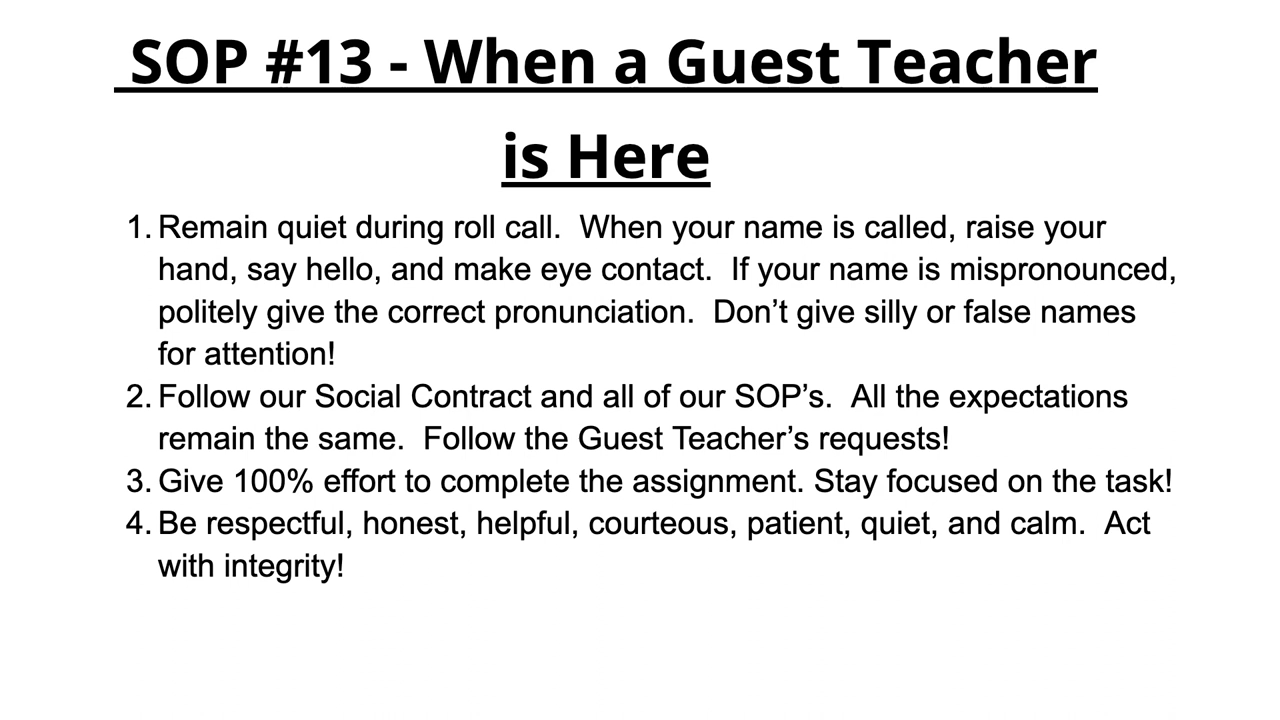 SOP #13 - When a Guest Teacher
is Here
1. Remain quiet during roll call.  When your name is called, raise your
hand, say hello, and make eye contact.  If your name is mispronounced,
politely give the correct pronunciation.  Don’t give silly or false names
for attention!
2. Follow our Social Contract and all of our SOP’s.  All the expectations
remain the same.  Follow the Guest Teacher’s requests!
3. Give 100% effort to complete the assignment. Stay focused on the task!
4. Be respectful, honest, helpful, courteous, patient, quiet, and calm.  Act
with integrity!